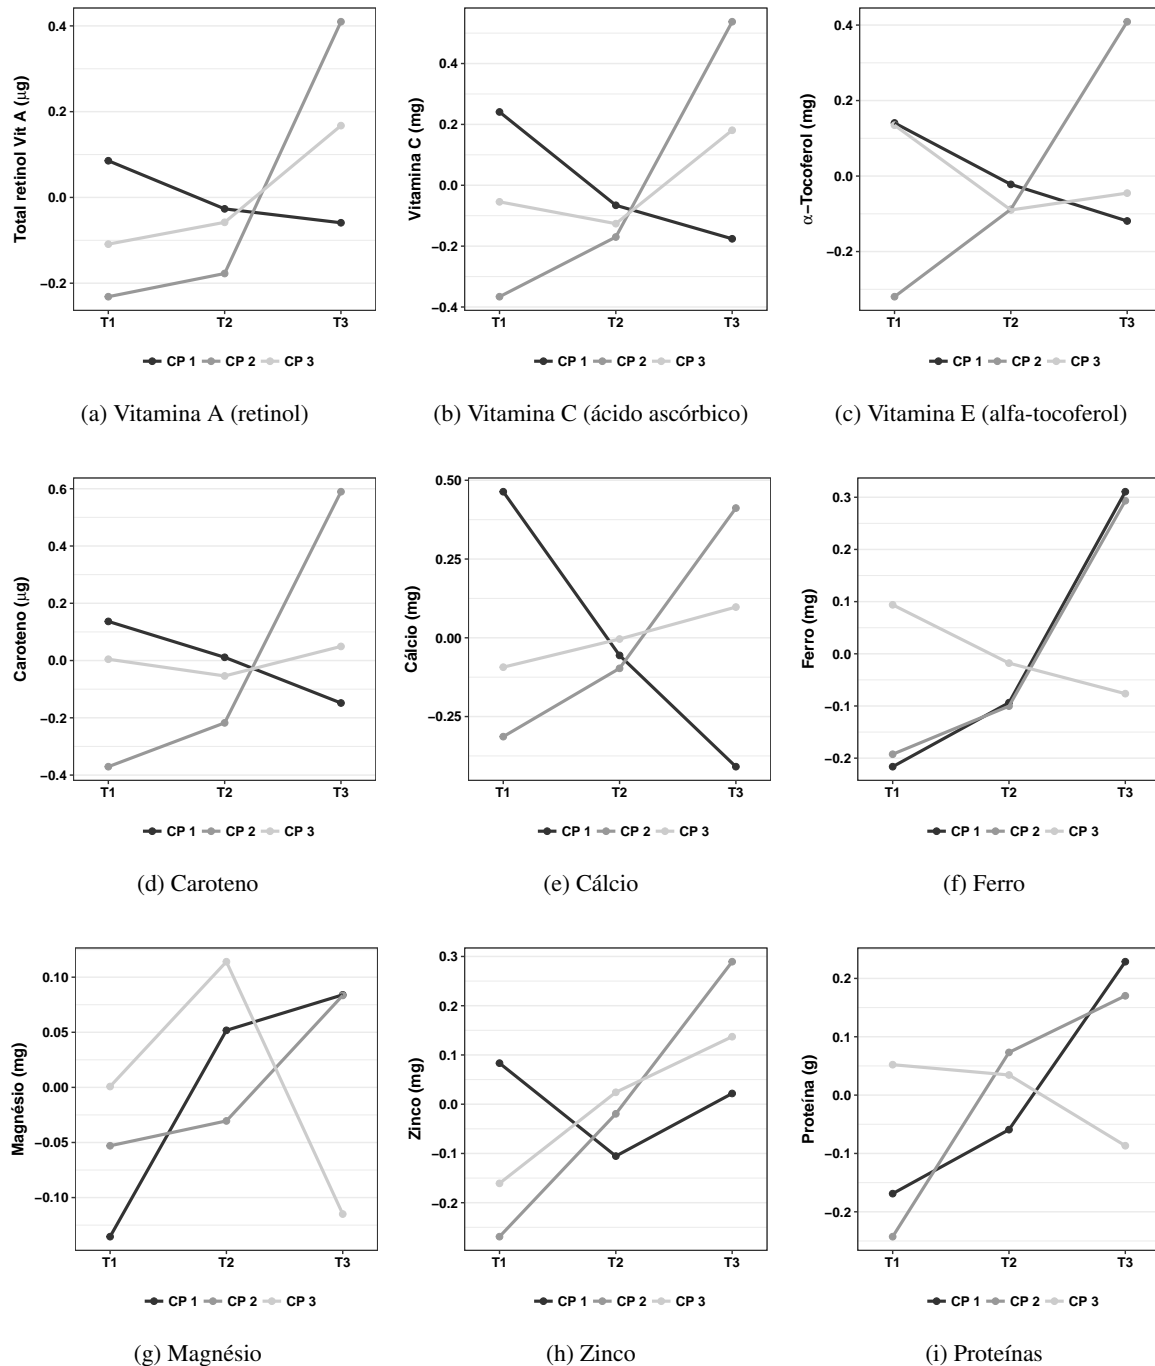 Total retinol Vit A (µg)
0.4
0.2
0.0
−0.2
T1 T2 T3
CP 1 CP 2 CP 3
(a) Vitamina A (retinol)
Vitamina C (mg)
0.4
0.2
0.0
−0.2
−0.4
T1 T2 T3
CP 1 CP 2 CP 3
(b) Vitamina C (ácido ascórbico)
α−Tocoferol (mg)
0.4
0.2
0.0
−0.2
T1 T2 T3
CP 1 CP 2 CP 3
(c) Vitamina E (alfa-tocoferol)
Caroteno (µg)
0.6
0.4
0.2
0.0
−0.2
−0.4
T1 T2 T3
CP 1 CP 2 CP 3
(d) Caroteno
Cálcio (mg)
0.50
0.25
0.00
−0.25
T1 T2 T3
CP 1 CP 2 CP 3
(e) Cálcio
Ferro (mg)
0.3
0.2
0.1
0.0
−0.1
−0.2
T1 T2 T3
CP 1 CP 2 CP 3
(f) Ferro
Magnésio (mg)
0.10
0.05
0.00
−0.05
−0.10
T1 T2 T3
CP 1 CP 2 CP 3
(g) Magnésio
Zinco (mg)
0.3
0.2
0.1
0.0
−0.1
−0.2
T1 T2 T3
CP 1 CP 2 CP 3
(h) Zinco
Proteína (g)
0.2
0.1
0.0
−0.1
−0.2
T1 T2 T3
CP 1 CP 2 CP 3
(i) Proteínas